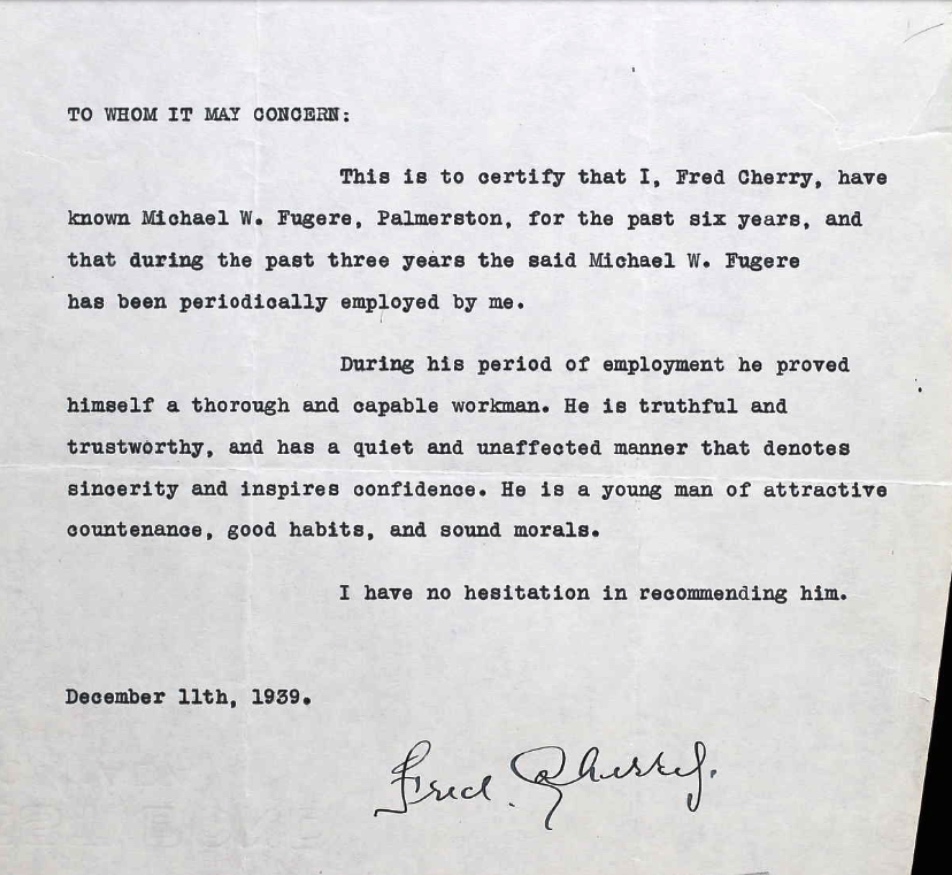 TO WHOM IT MAY CONCERN:
This is to certify that I, Fred Cherry, have
known Michael W. Fugere, Palmerston, for the past six years, and
that during the past three years the said Michael W. Fugere
has been periodically employed by me.
During his period of employment he proved
himself a thorough and capable workman. He is truthful and
trustworthy, and has a quiet and unaffected manner that denotes
sincerity and inspires confidence. He is a young man of attractive
countenance, good habits, and sound morals.
I have no hesitation in recommending him.
December 11th, 1939.
Fred. Cherry.